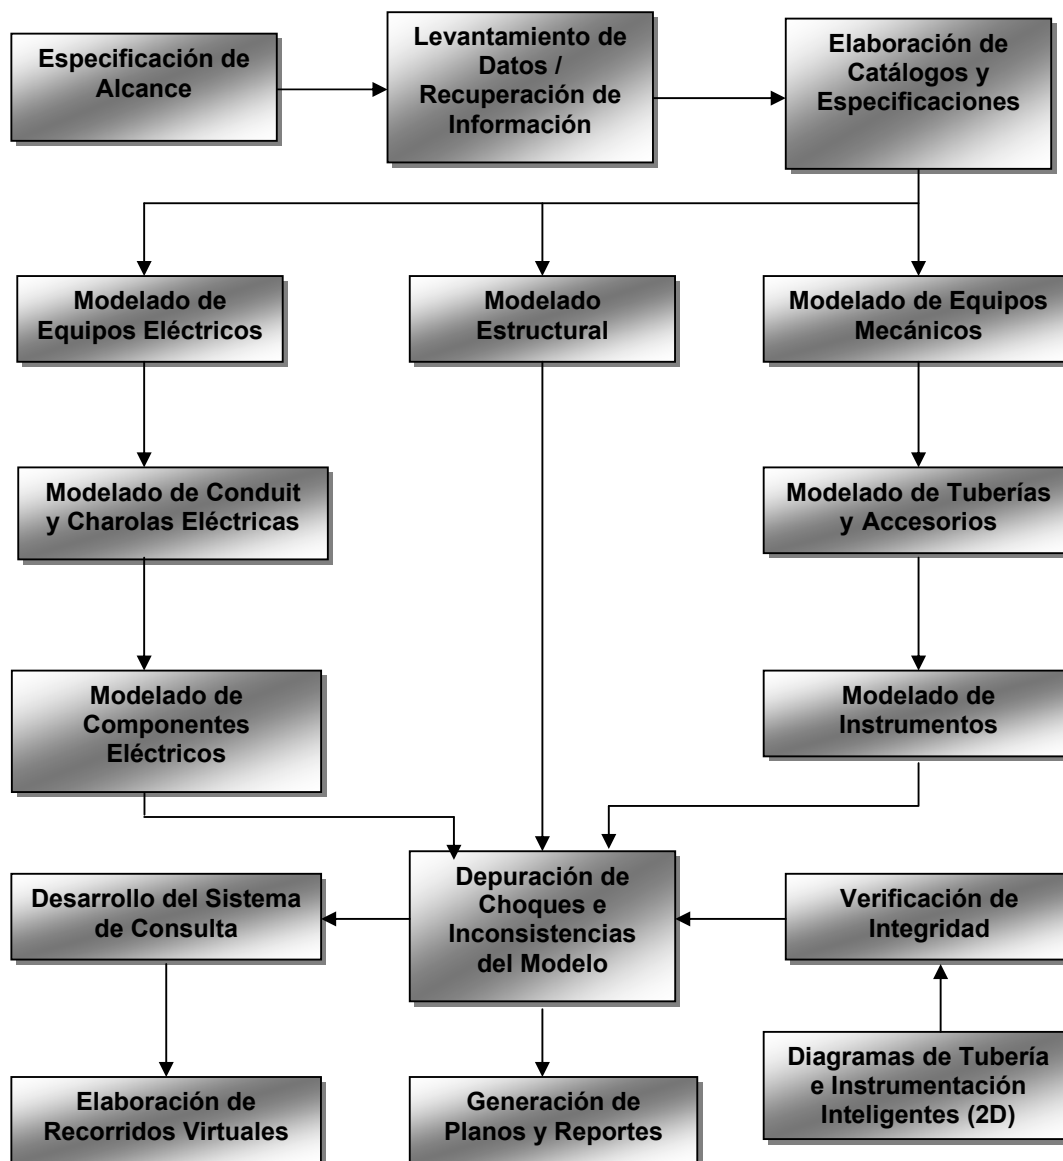 Especificación de
Alcance
Levantamiento de
Datos /
Recuperación de
Información
Elaboración de
Catálogos y
Especificaciones
Modelado de
Equipos Eléctricos
Modelado
Estructural
Modelado de Equipos
Mecánicos
Modelado de Conduit
y Charolas Eléctricas
Modelado de Tuberías
y Accesorios
Modelado de
Componentes
Eléctricos
Modelado de
Instrumentos
Desarrollo del Sistema
de Consulta
Depuración de
Choques e
Inconsistencias
del Modelo
Verificación de
Integridad
Elaboración de
Recorridos Virtuales
Generación de
Planos y Reportes
Diagramas de Tubería
e Instrumentación
Inteligentes (2D)